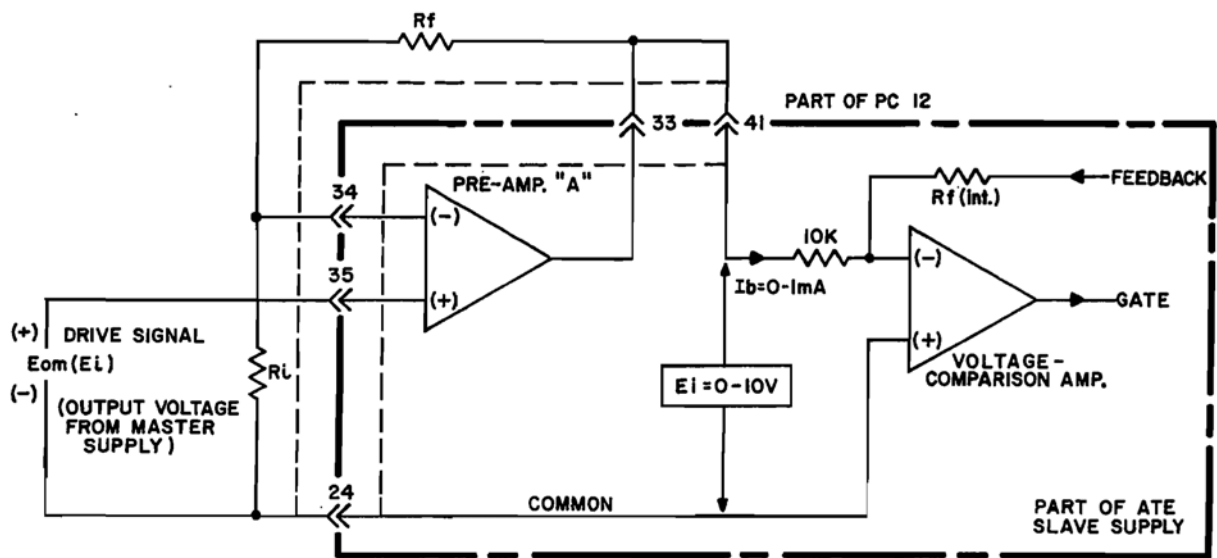 Rf
PART OF PC 12
33
41
PRE-AMP. "A"
34
(-)
35
(+)
FEEDBACK
Rf (int.)
10K
Ib=0-1mA
(-)
(+)
GATE
VOLTAGE-
COMPARISON AMP.
(+)
DRIVE SIGNAL
Eom (Ei)
(-)
(OUTPUT VOLTAGE
FROM MASTER
SUPPLY)
Ri
Ei=0-10V
24
COMMON
PART OF ATE
SLAVE SUPPLY